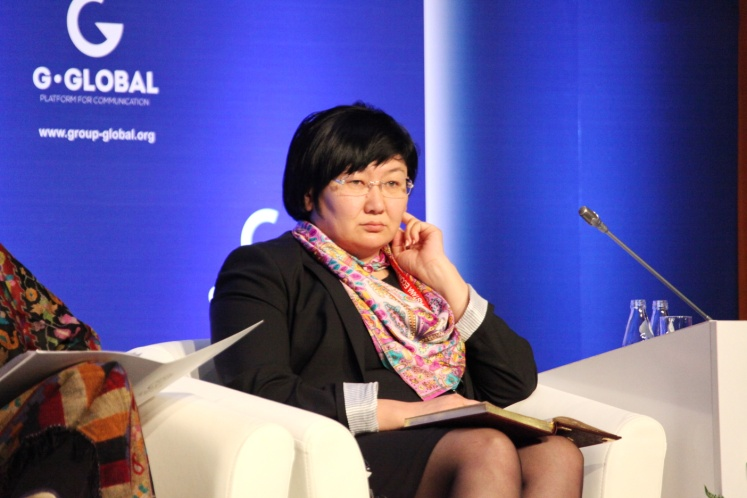 G
G•GLOBAL
PLATFORM FOR COMMUNICATION
www.group-global.org
G